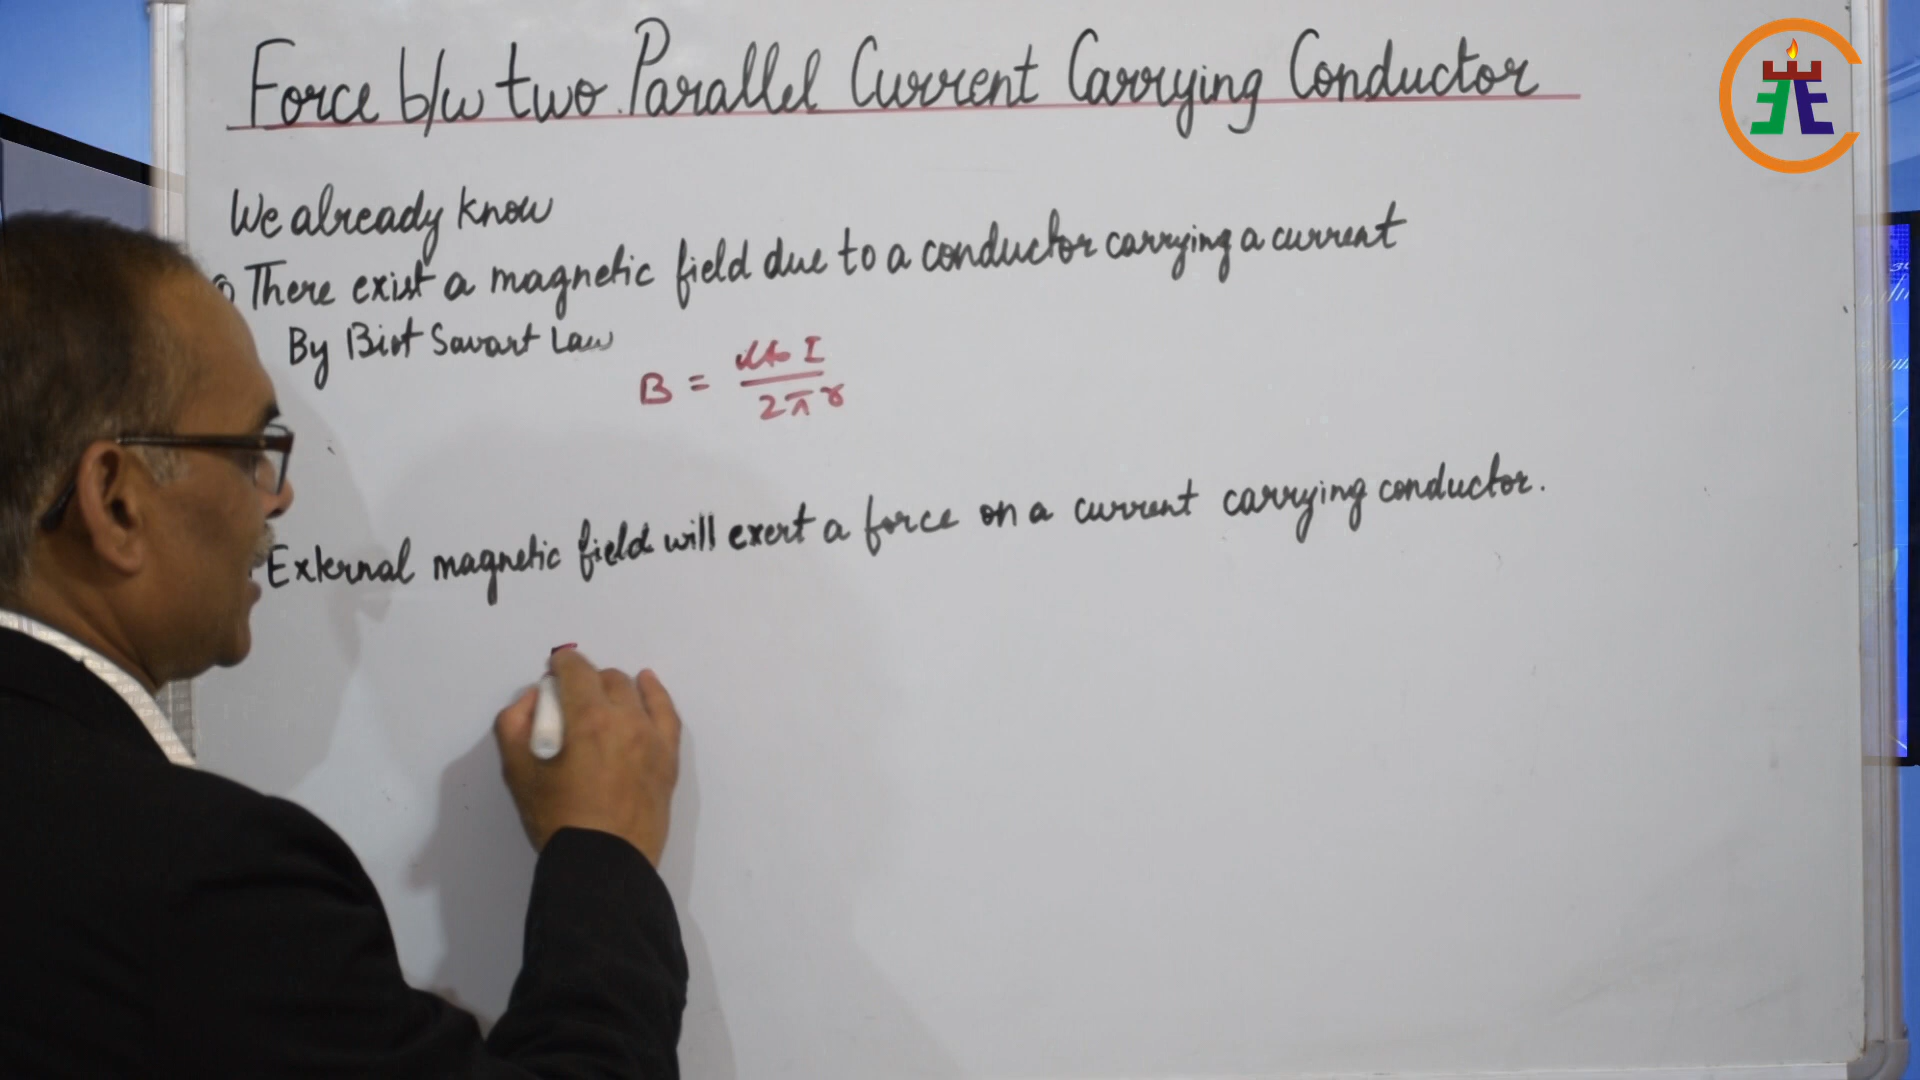 Force b/w two Parallel Current Carrying Conductor
We already know
There exist a magnetic field due to a conductor carrying a current
By Biot Savart Law
B = μ0 I / 2πr
External magnetic field will exert a force on a current carrying conductor.